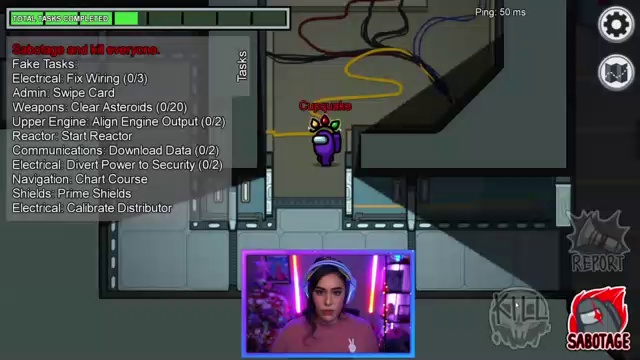 TOTAL TASKS COMPLETED
Ping: 50 ms
Sabotage and kill everyone.
Fake Tasks:
Electrical: Fix Wiring (0/3)
Admin: Swipe Card
Weapons: Clear Asteroids (0/20)
Upper Engine: Align Engine Output (0/2)
Reactor: Start Reactor
Communications: Download Data (0/2)
Electrical: Divert Power to Security (0/2)
Navigation: Chart Course
Shields: Prime Shields
Electrical: Calibrate Distributor
Tasks
Cupquake
REPORT
KILL
SABOTAGE